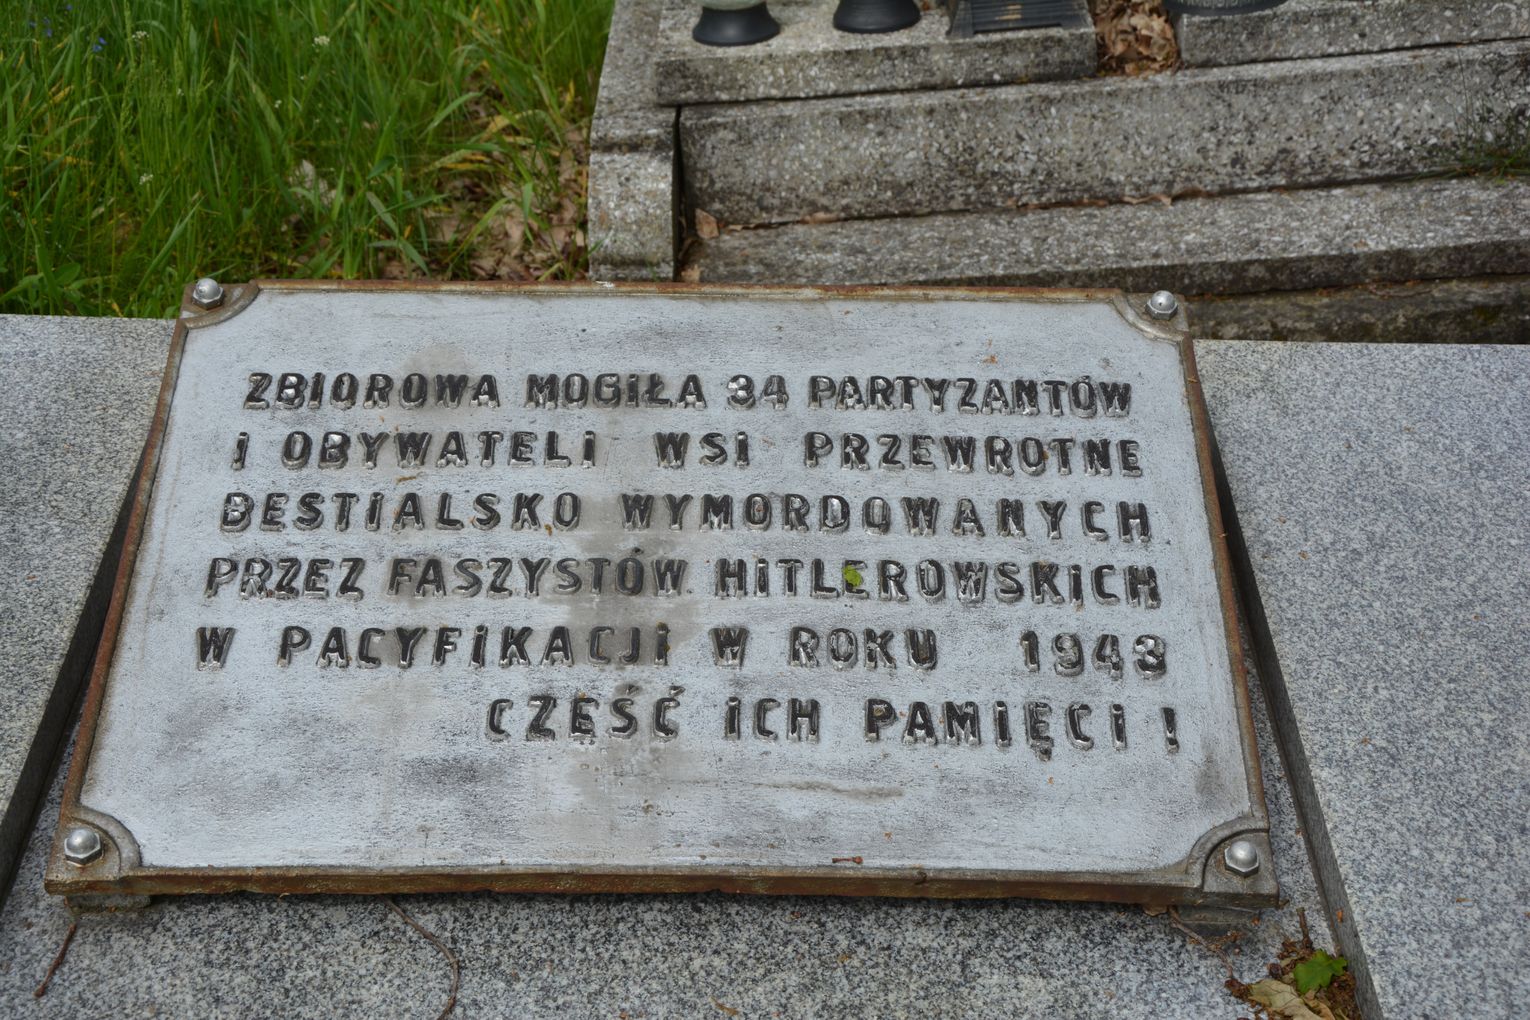 ZBIOROWA MOGIŁA 34 PARTYZANTÓW
I OBYWATELI WSI PRZEWROTNE
BESTIALSKO WYMORDOWANYCH
PRZEZ FASZYSTÓW HITLEROWSKICH
W PACYFIKACJI W ROKU 1943
CZEŚĆ ICH PAMIĘCI !